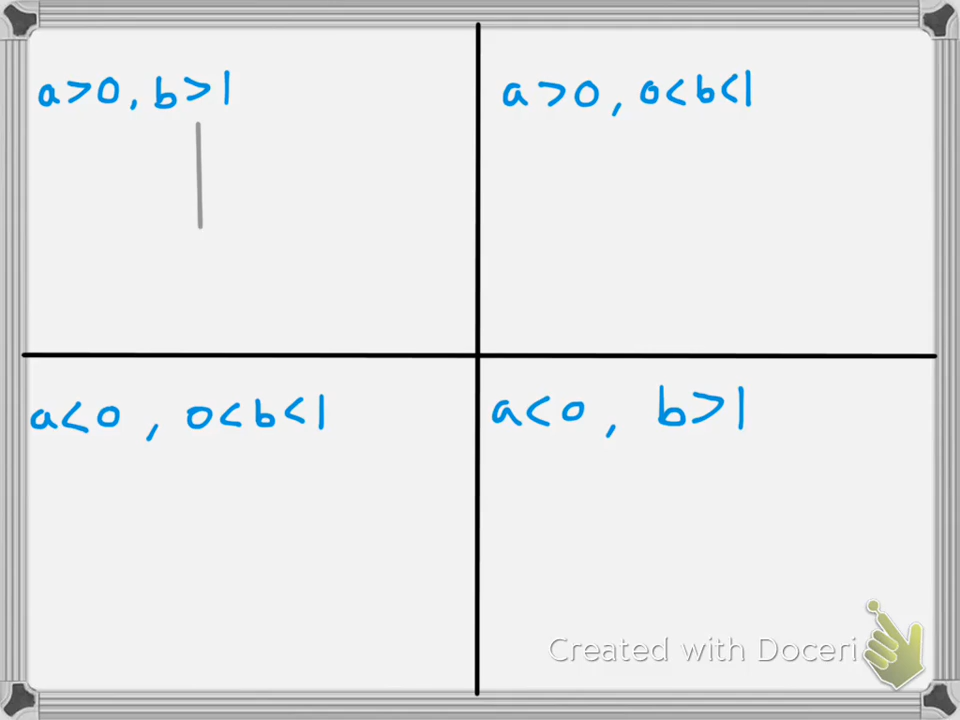 a>0, b>1
a>0, 0<b<1
a<0, 0<b<1
a<0, b>1
Created with Doceri